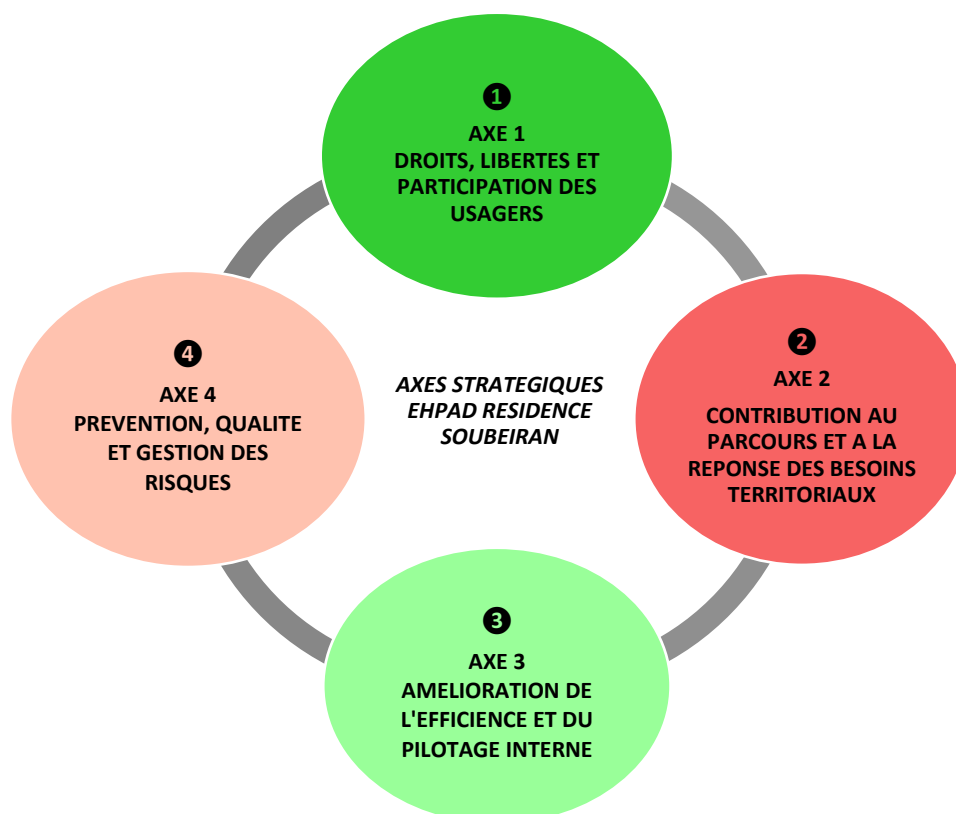 ❶
AXE 1
DROITS, LIBERTES ET
PARTICIPATION DES
USAGERS
❷
AXE 2
CONTRIBUTION AU
PARCOURS ET A LA
REPONSE DES BESOINS
TERRITORIAUX
❸
AXE 3
AMELIORATION DE
L'EFFICIENCE ET DU
PILOTAGE INTERNE
❹
AXE 4
PREVENTION, QUALITE
ET GESTION DES
RISQUES
AXES STRATEGIQUES
EHPAD RESIDENCE
SOUBEIRAN